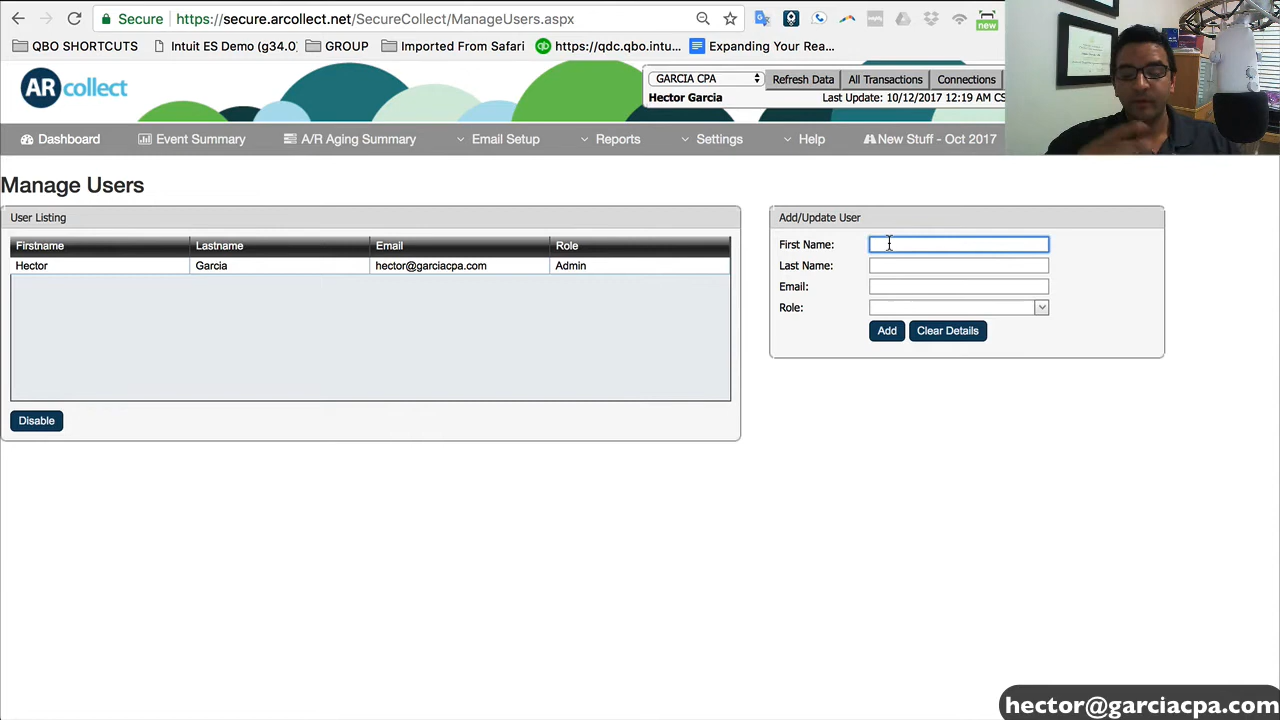 Secure https://secure.arcollect.net/SecureCollect/ManageUsers.aspx
new
QBO SHORTCUTS Intuit ES Demo (g34.0) GROUP Imported From Safari https://qdc.qbo.intu... Expanding Your Rea...
AR collect
GARCIA CPA Refresh Data All Transactions Connections
Hector Garcia Last Update: 10/12/2017 12:19 AM CS
Dashboard Event Summary A/R Aging Summary Email Setup Reports Settings Help New Stuff - Oct 2017
Manage Users
User Listing
Firstname Lastname Email Role
Hector Garcia hector@garciacpa.com Admin
Disable
Add/Update User
First Name:
Last Name:
Email:
Role:
Add Clear Details
hector@garciacpa.com